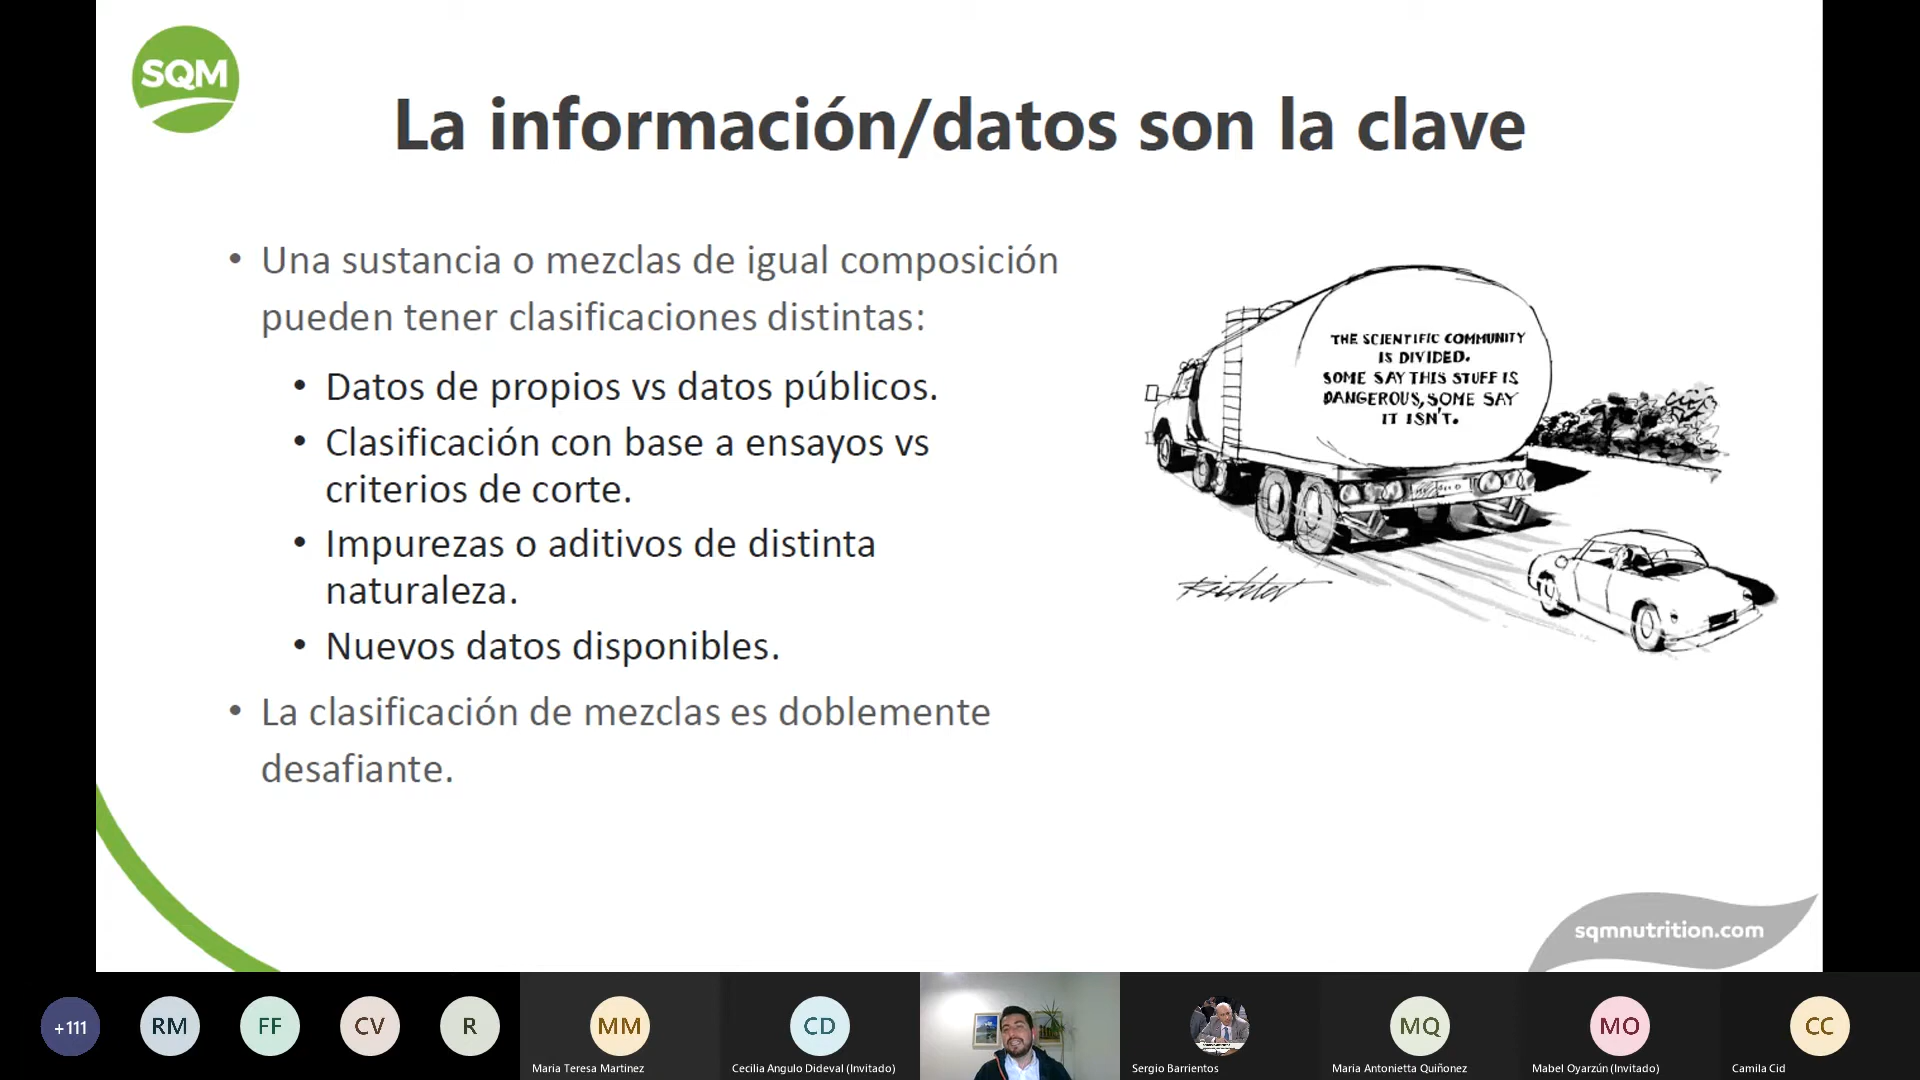 SQM
La información/datos son la clave
• Una sustancia o mezclas de igual composición
pueden tener clasificaciones distintas:
• Datos de propios vs datos públicos.
• Clasificación con base a ensayos vs
criterios de corte.
• Impurezas o aditivos de distinta
naturaleza.
• Nuevos datos disponibles.
• La clasificación de mezclas es doblemente
desafiante.
THE SCIENTIFIC COMMUNITY
IS DIVIDED.
SOME SAY THIS STUFF IS
DANGEROUS, SOME SAY
IT ISN'T.
Richter
sqmnutrition.com
+111
RM
FF
CV
R
MM
CD
MQ
MO
CC
Maria Teresa Martinez
Cecilia Angulo Dideval (Invitado)
Sergio Barrientos
Maria Antonietta Quiñonez
Mabel Oyarzún (Invitado)
Camila Cid